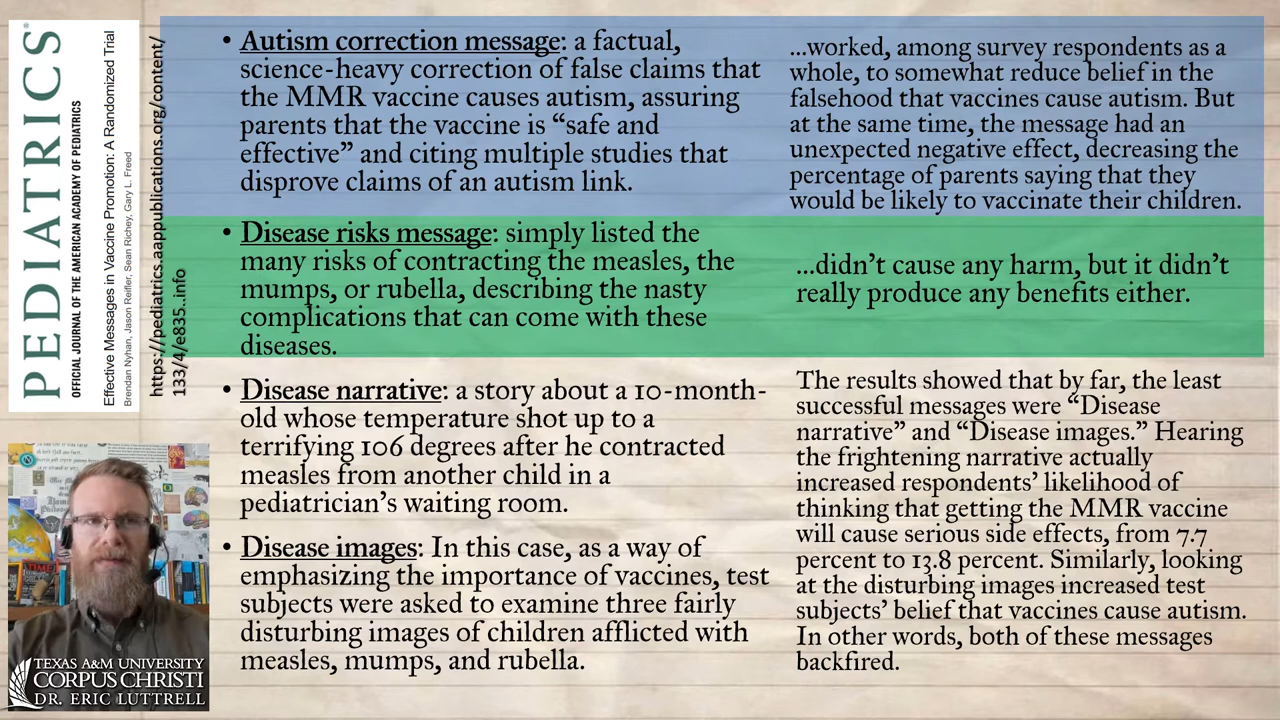 PEDIATRICS®
OFFICIAL JOURNAL OF THE AMERICAN ACADEMY OF PEDIATRICS
Effective Messages in Vaccine Promotion: A Randomized Trial
Brendan Nyhan, Jason Reifler, Sean Richey, Gary L. Freed
https://pediatrics.aappublications.org/content/
133/4/e835..info
• Autism correction message: a factual,
science-heavy correction of false claims that
the MMR vaccine causes autism, assuring
parents that the vaccine is “safe and
effective” and citing multiple studies that
disprove claims of an autism link.
...worked, among survey respondents as a
whole, to somewhat reduce belief in the
falsehood that vaccines cause autism. But
at the same time, the message had an
unexpected negative effect, decreasing the
percentage of parents saying that they
would be likely to vaccinate their children.
• Disease risks message: simply listed the
many risks of contracting the measles, the
mumps, or rubella, describing the nasty
complications that can come with these
diseases.
...didn’t cause any harm, but it didn’t
really produce any benefits either.
• Disease narrative: a story about a 10-month-
old whose temperature shot up to a
terrifying 106 degrees after he contracted
measles from another child in a
pediatrician’s waiting room.
• Disease images: In this case, as a way of
emphasizing the importance of vaccines, test
subjects were asked to examine three fairly
disturbing images of children afflicted with
measles, mumps, and rubella.
The results showed that by far, the least
successful messages were “Disease
narrative” and “Disease images.” Hearing
the frightening narrative actually
increased respondents’ likelihood of
thinking that getting the MMR vaccine
will cause serious side effects, from 7.7
percent to 13.8 percent. Similarly, looking
at the disturbing images increased test
subjects’ belief that vaccines cause autism.
In other words, both of these messages
backfired.
TIME
TEXAS A&M UNIVERSITY
CORPUS CHRISTI
DR. ERIC LUTTRELL